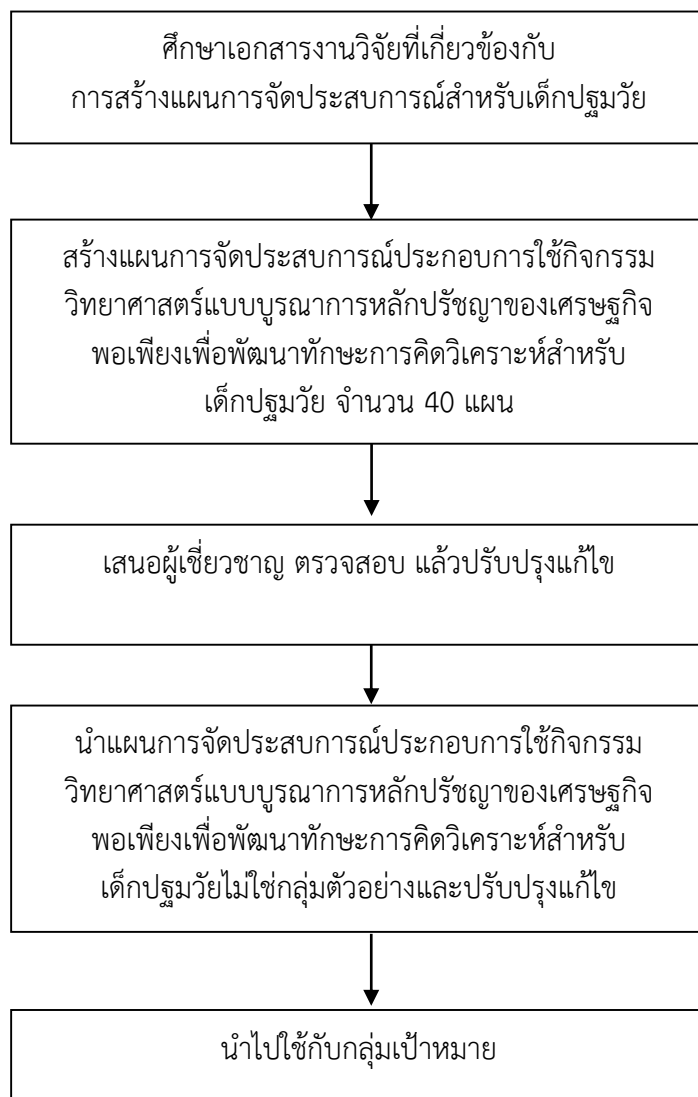 ศึกษาเอกสารงานวิจัยที่เกี่ยวข้องกับ
การสร้างแผนการจัดประสบการณ์สำหรับเด็กปฐมวัย
สร้างแผนการจัดประสบการณ์ประกอบการใช้กิจกรรม
วิทยาศาสตร์แบบบูรณาการหลักปรัชญาของเศรษฐกิจ
พอเพียงเพื่อพัฒนาทักษะการคิดวิเคราะห์สำหรับ
เด็กปฐมวัย จำนวน 40 แผน
เสนอผู้เชี่ยวชาญ ตรวจสอบ แล้วปรับปรุงแก้ไข
นำแผนการจัดประสบการณ์ประกอบการใช้กิจกรรม
วิทยาศาสตร์แบบบูรณาการหลักปรัชญาของเศรษฐกิจ
พอเพียงเพื่อพัฒนาทักษะการคิดวิเคราะห์สำหรับ
เด็กปฐมวัยไม่ใช่กลุ่มตัวอย่างและปรับปรุงแก้ไข
นำไปใช้กับกลุ่มเป้าหมาย